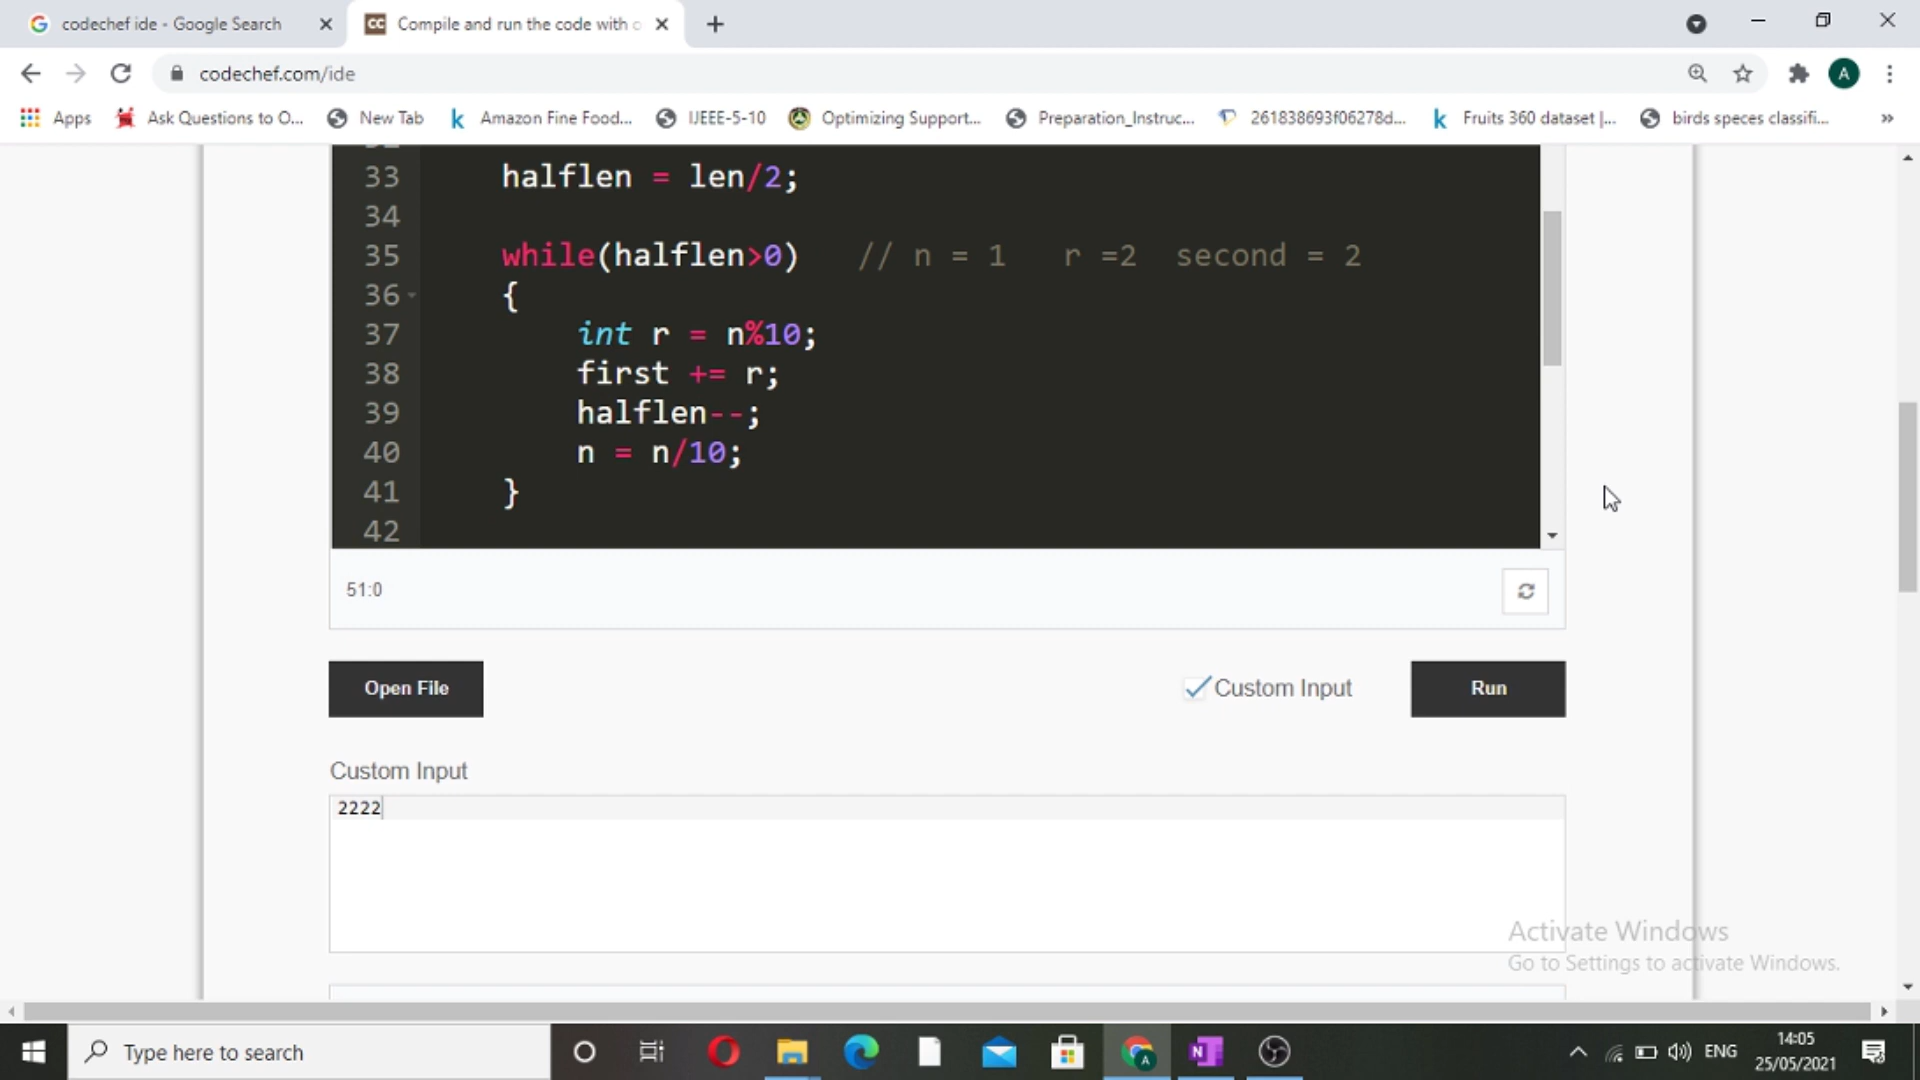 codechef ide - Google Search
CC Compile and run the code with
codechef.com/ide
A
Apps Ask Questions to O... New Tab Amazon Fine Food... IJEEE-5-10 Optimizing Support... Preparation_Instruc... 261838693f06278d... Fruits 360 dataset |... birds speces classifi... »
33 halflen = len/2;
34
35 while(halflen>0) // n = 1 r =2 second = 2
36 {
37 int r = n%10;
38 first += r;
39 halflen--;
40 n = n/10;
41 }
42
51:0
Open File
Custom Input
Run
Custom Input
2222
Activate Windows
Go to Settings to activate Windows.
Type here to search
ENG
14:05
25/05/2021